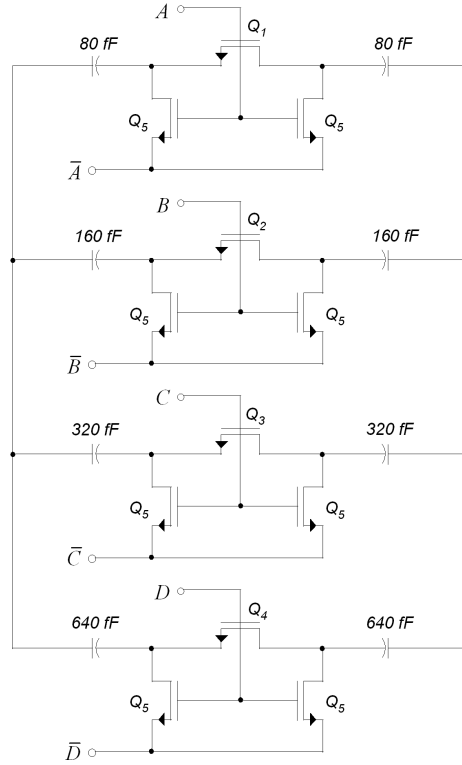 A
Q₁
80 fF 80 fF
Q₅ Q₅
A̅
B
Q₂
160 fF 160 fF
Q₅ Q₅
B̅
C
Q₃
320 fF 320 fF
Q₅ Q₅
C̅
D
Q₄
640 fF 640 fF
Q₅ Q₅
D̅